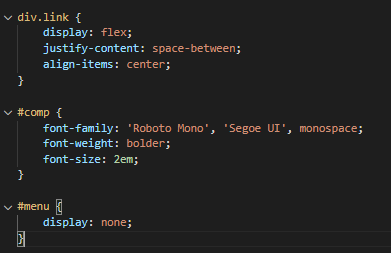 div.link {
    display: flex;
    justify-content: space-between;
    align-items: center;
}

#comp {
    font-family: 'Roboto Mono', 'Segoe UI', monospace;
    font-weight: bolder;
    font-size: 2em;
}

#menu {
    display: none;
}